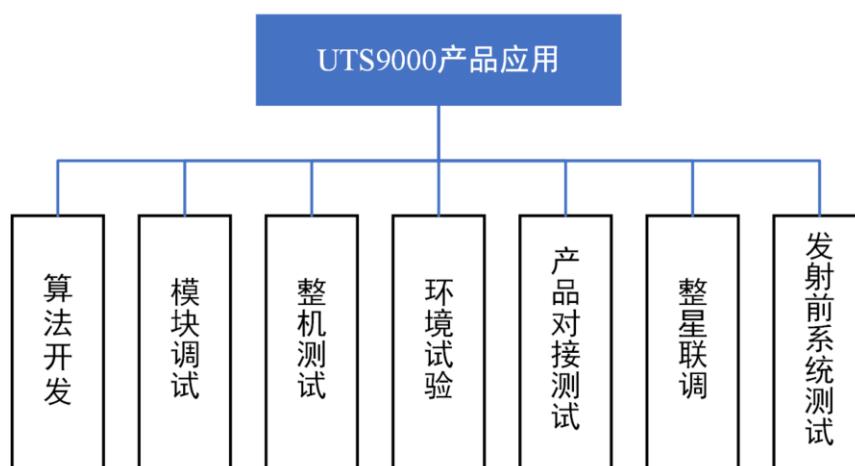 UTS9000产品应用
算法开发
模块调试
整机测试
环境试验
产品对接测试
整星联调
发射前系统测试